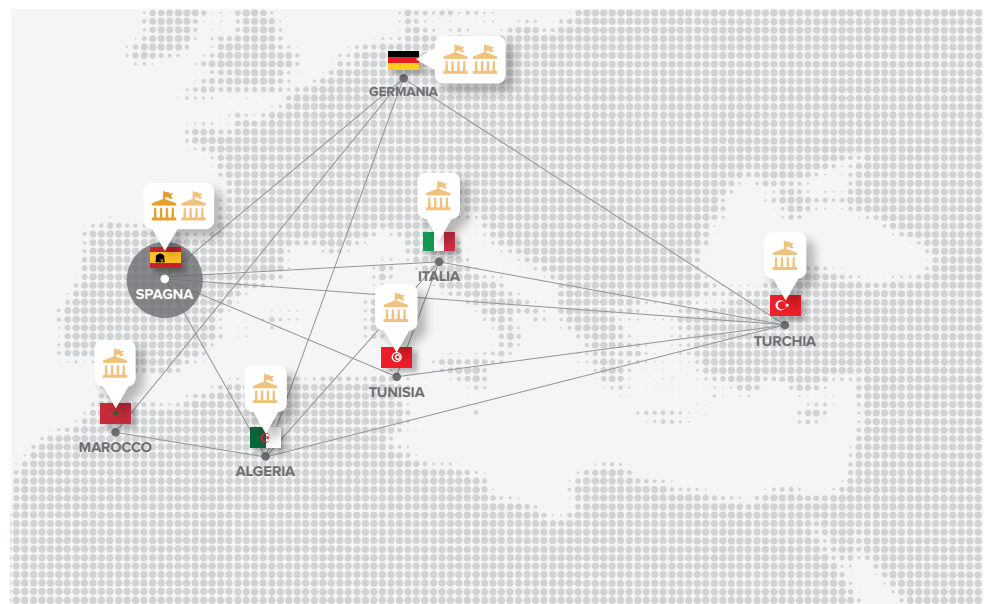 GERMANIA
SPAGNA
ITALIA
TURCHIA
TUNISIA
MAROCCO
ALGERIA